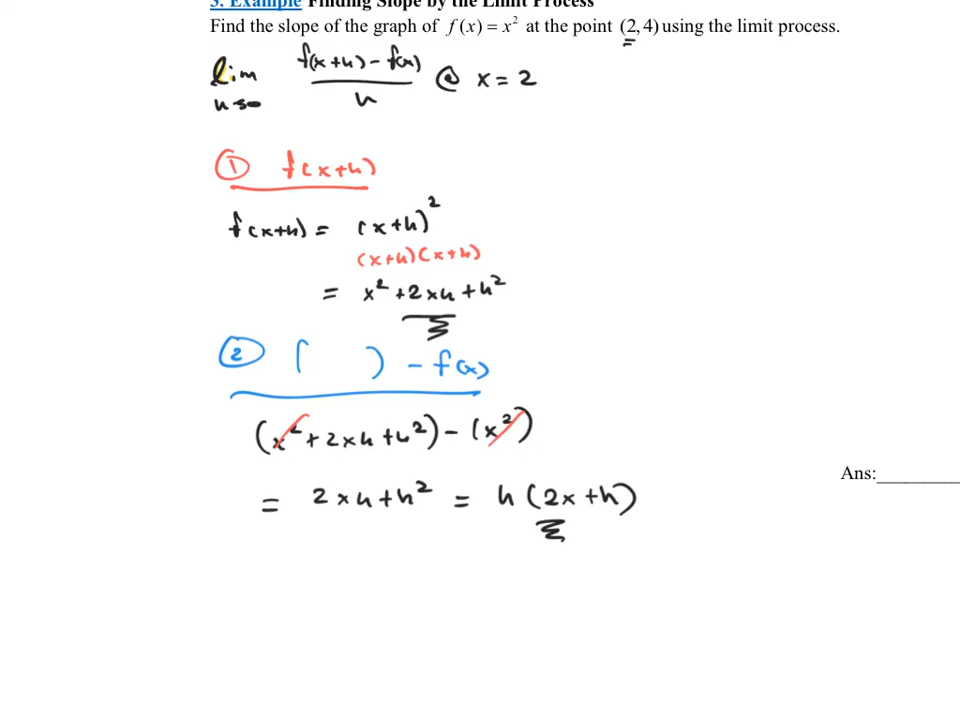 5. Example Finding Slope by the Limit Process
Find the slope of the graph of f(x) = x² at the point (2, 4) using the limit process.
lim f(x+h) - f(x) @ x = 2
h→0 h
① f(x+h)
f(x+h) = (x+h)²
(x+h)(x+h)
= x² + 2xh + h²
② ( ) - f(x)
(x² + 2xh + h²) - (x²)
Ans:
= 2xh + h² = h(2x + h)